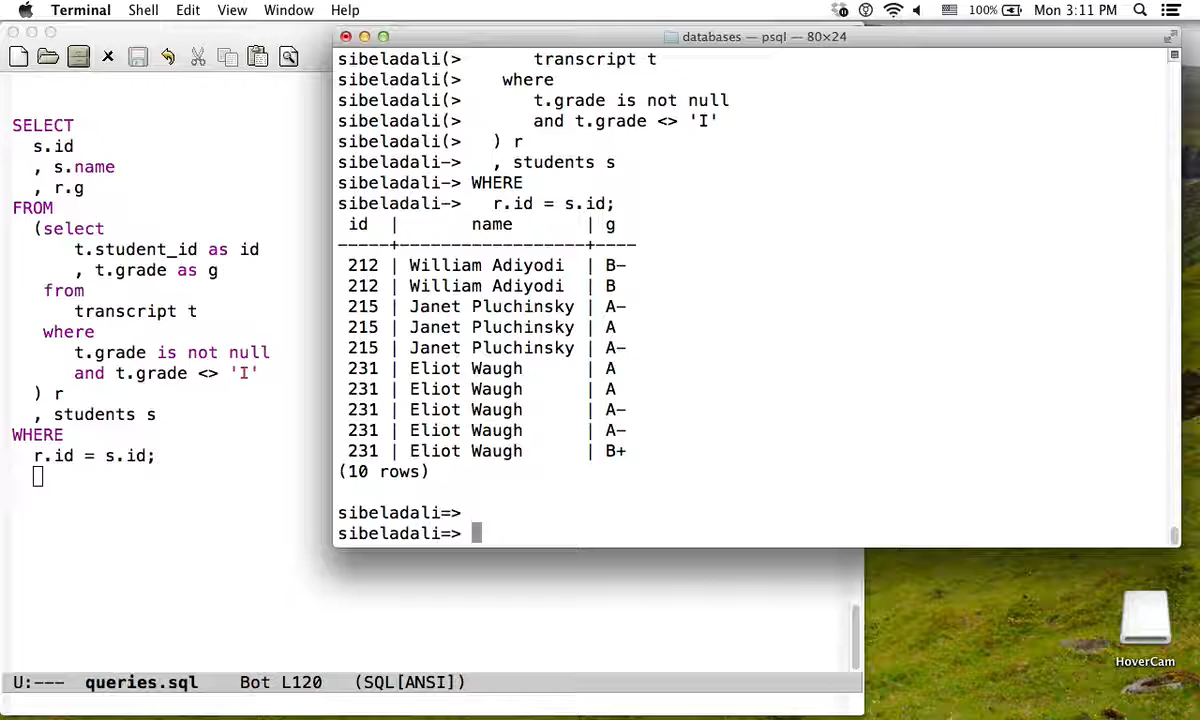 Terminal Shell Edit View Window Help 100% Mon 3:11 PM
SELECT
s.id
, s.name
, r.g
FROM
(select
t.student_id as id
, t.grade as g
from
transcript t
where
t.grade is not null
and t.grade <> 'I'
) r
, students s
WHERE
r.id = s.id;
U:--- queries.sql Bot L120 (SQL[ANSI])
databases — psql — 80×24
sibeladali(> transcript t
sibeladali(> where
sibeladali(> t.grade is not null
sibeladali(> and t.grade <> 'I'
sibeladali(> ) r
sibeladali-> , students s
sibeladali-> WHERE
sibeladali-> r.id = s.id;
id | name | g
-----+------------------+----
212 | William Adiyodi | B-
212 | William Adiyodi | B
215 | Janet Pluchinsky | A-
215 | Janet Pluchinsky | A
215 | Janet Pluchinsky | A-
231 | Eliot Waugh | A
231 | Eliot Waugh | A
231 | Eliot Waugh | A-
231 | Eliot Waugh | A-
231 | Eliot Waugh | B+
(10 rows)
sibeladali=>
sibeladali=>
HoverCam